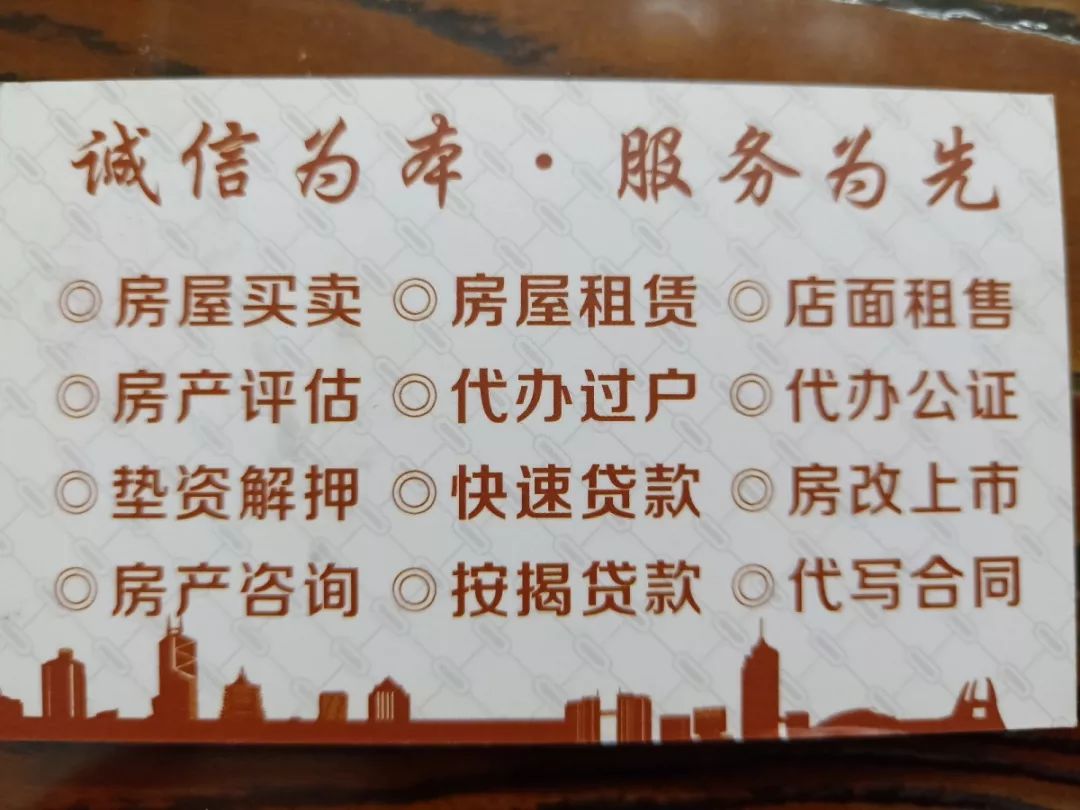 诚信为本·服务为先
◎房屋买卖 ◎房屋租赁 ◎店面租售
◎房产评估 ◎代办过户 ◎代办公证
◎垫资解押 ◎快速贷款 ◎房改上市
◎房产咨询 ◎按揭贷款 ◎代写合同